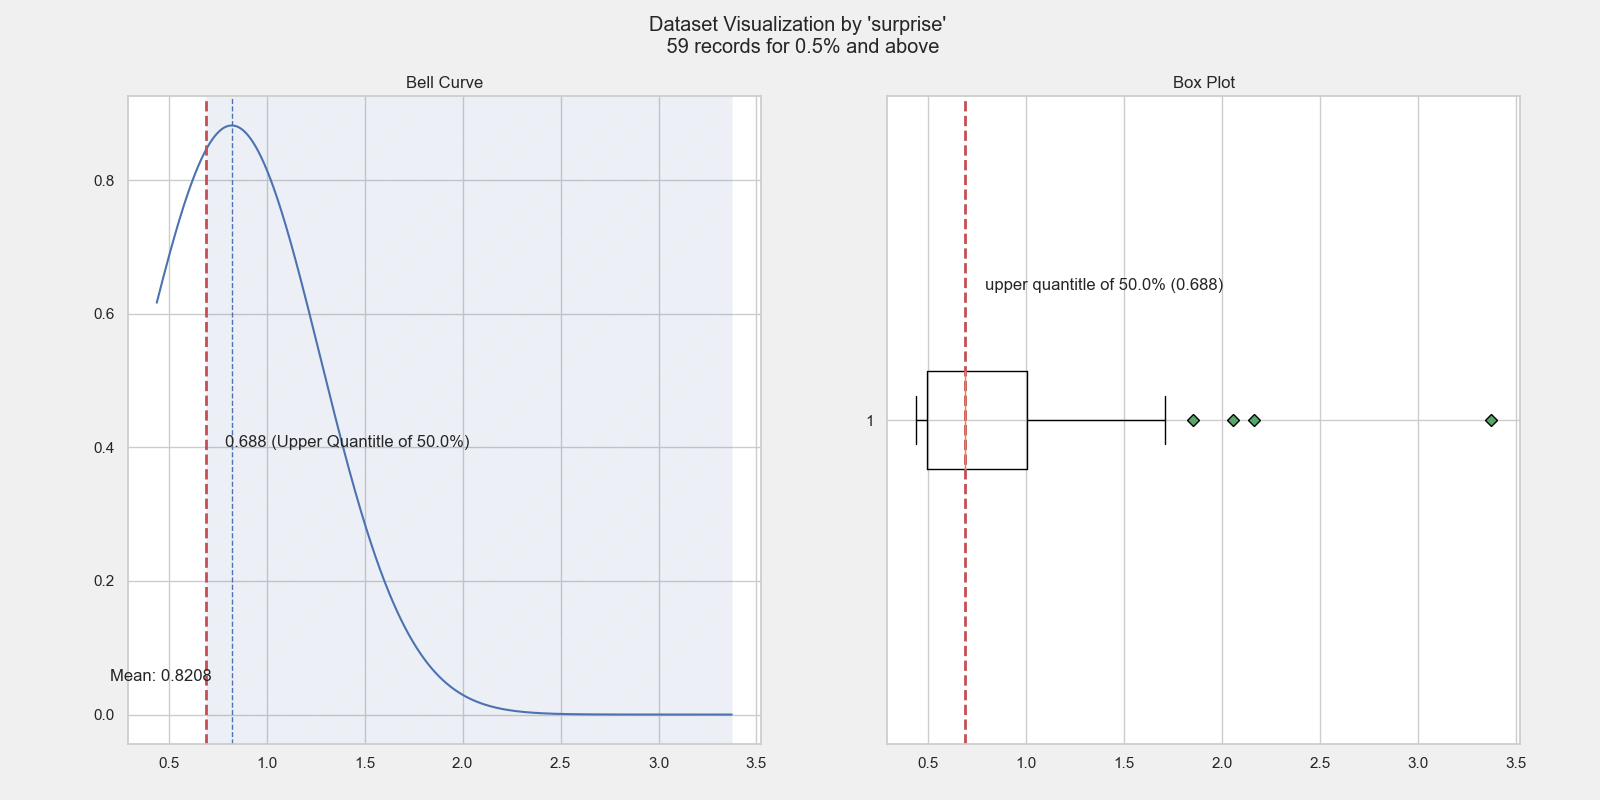 Dataset Visualization by 'surprise'
59 records for 0.5% and above
Bell Curve
0.8
0.6
0.4
0.2
0.0
0.688 (Upper Quantitle of 50.0%)
Mean: 0.8208
0.5 1.0 1.5 2.0 2.5 3.0 3.5
Box Plot
upper quantitle of 50.0% (0.688)
1
0.5 1.0 1.5 2.0 2.5 3.0 3.5